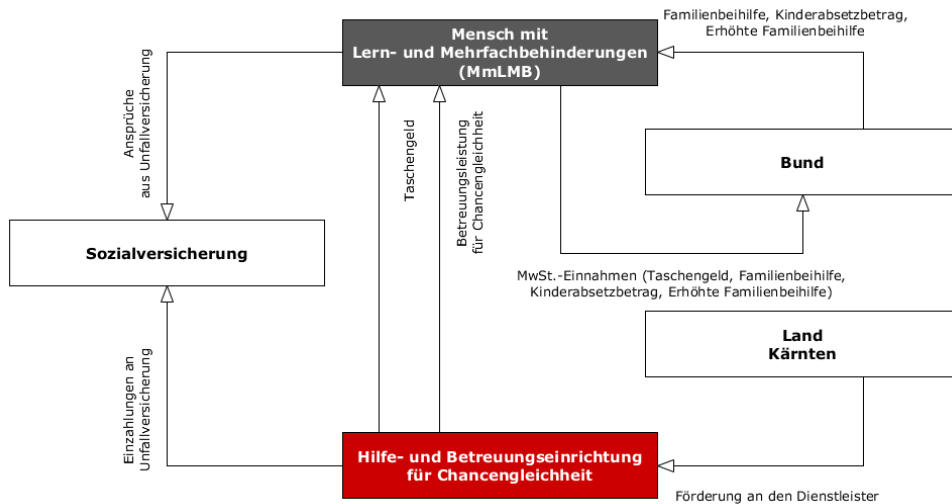 Familienbeihilfe, Kinderabsetzbetrag,
Erhöhte Familienbeihilfe
Mensch mit
Lern- und Mehrfachbehinderungen
(MmLMB)
Ansprüche
aus Unfallversicherung
Taschengeld
Betreuungsleistung
für Chancengleichheit
Bund
Sozialversicherung
MwSt.-Einnahmen (Taschengeld, Familienbeihilfe,
Kinderabsetzbetrag, Erhöhte Familienbeihilfe)
Land
Kärnten
Einzahlungen an
Unfallversicherung
Hilfe- und Betreuungseinrichtung
für Chancengleichheit
Förderung an den Dienstleister